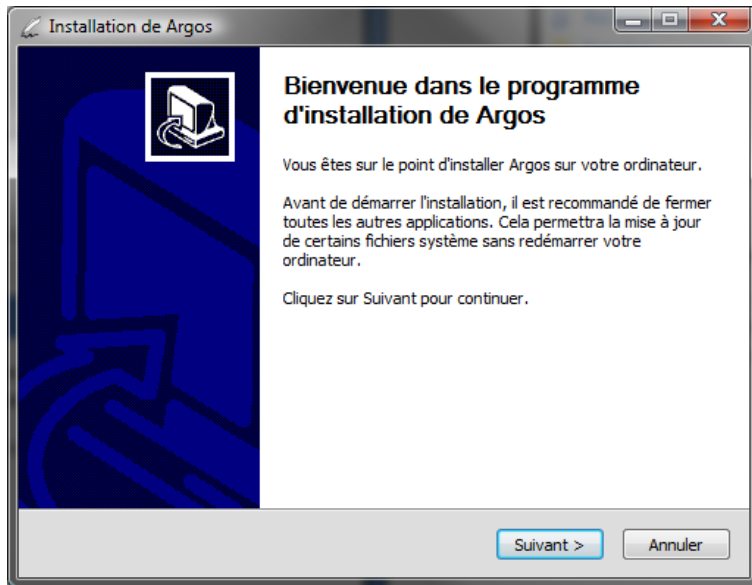 Installation de Argos
Bienvenue dans le programme
d'installation de Argos
Vous êtes sur le point d'installer Argos sur votre ordinateur.
Avant de démarrer l'installation, il est recommandé de fermer
toutes les autres applications. Cela permettra la mise à jour
de certains fichiers système sans redémarrer votre
ordinateur.
Cliquez sur Suivant pour continuer.
Suivant >
Annuler